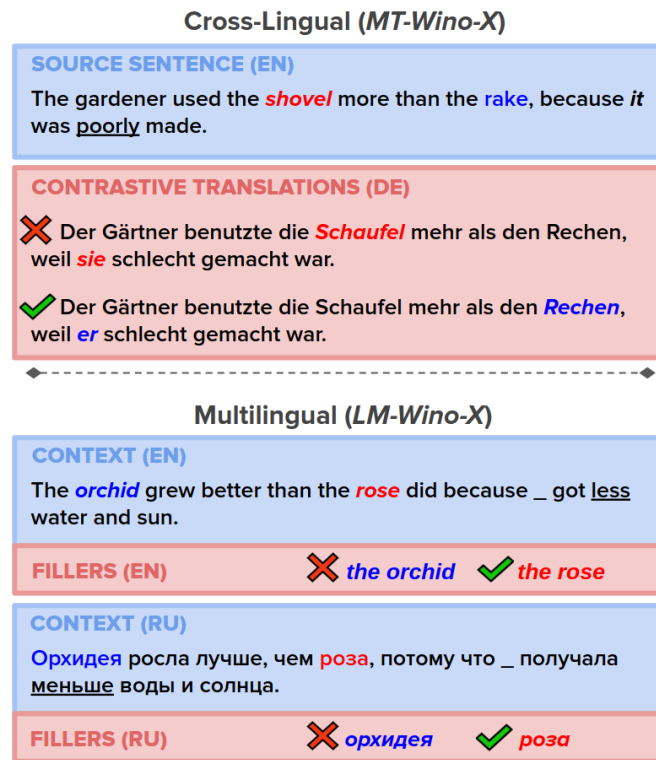 Cross-Lingual (MT-Wino-X)
SOURCE SENTENCE (EN)
The gardener used the shovel more than the rake, because it
was poorly made.
CONTRASTIVE TRANSLATIONS (DE)
Der Gärtner benutzte die Schaufel mehr als den Rechen,
weil sie schlecht gemacht war.
Der Gärtner benutzte die Schaufel mehr als den Rechen,
weil er schlecht gemacht war.
Multilingual (LM-Wino-X)
CONTEXT (EN)
The orchid grew better than the rose did because _ got less
water and sun.
FILLERS (EN) the orchid the rose
CONTEXT (RU)
Орхидея росла лучше, чем роза, потому что _ получала
меньше воды и солнца.
FILLERS (RU) орхидея роза